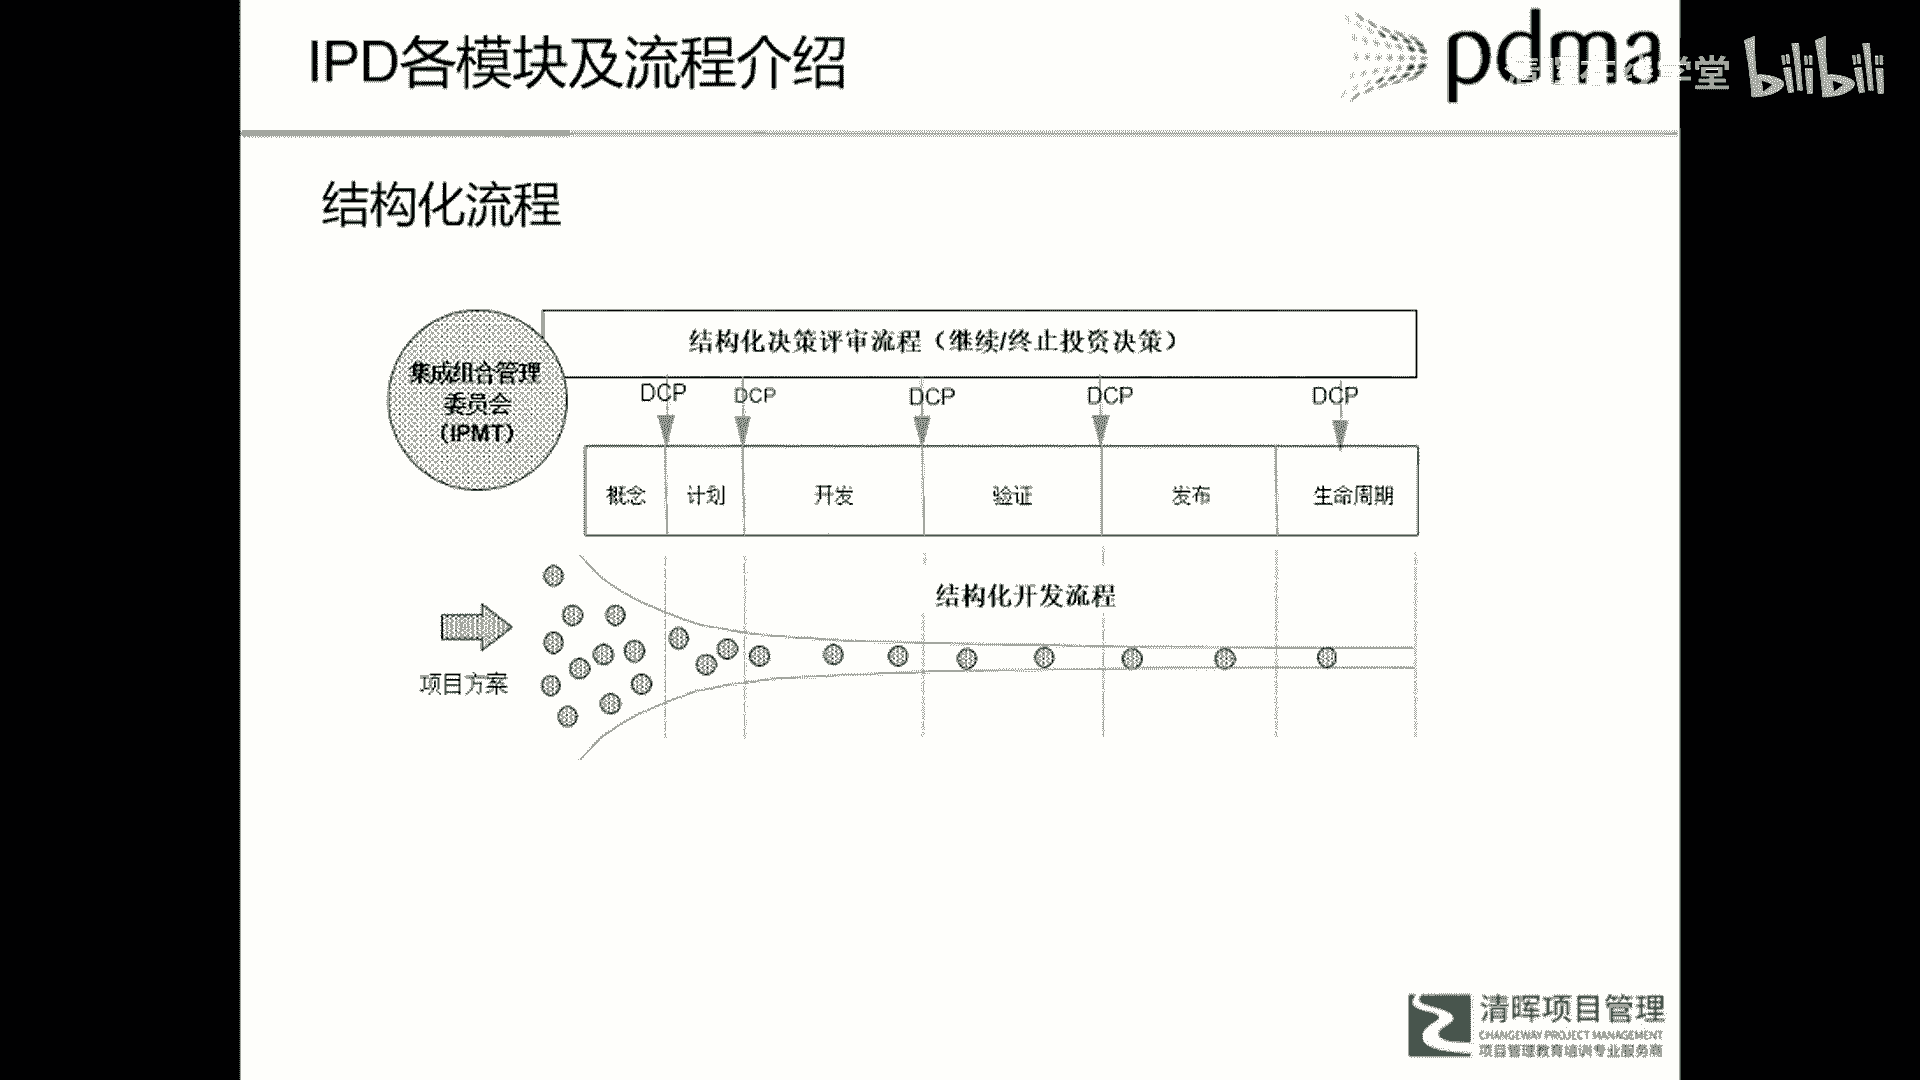 IPD各模块及流程介绍
pdma
学堂 bilibili
结构化流程
结构化决策评审流程（继续/终止投资决策）
集成组合管理
委员会
（IPMT）
DCP DCP DCP DCP DCP
概念 计划 开发 验证 发布 生命周期
结构化开发流程
项目方案
清晖项目管理
CHANGEWAY PROJECT MANAGEMENT
项目管理教育培训专业服务商